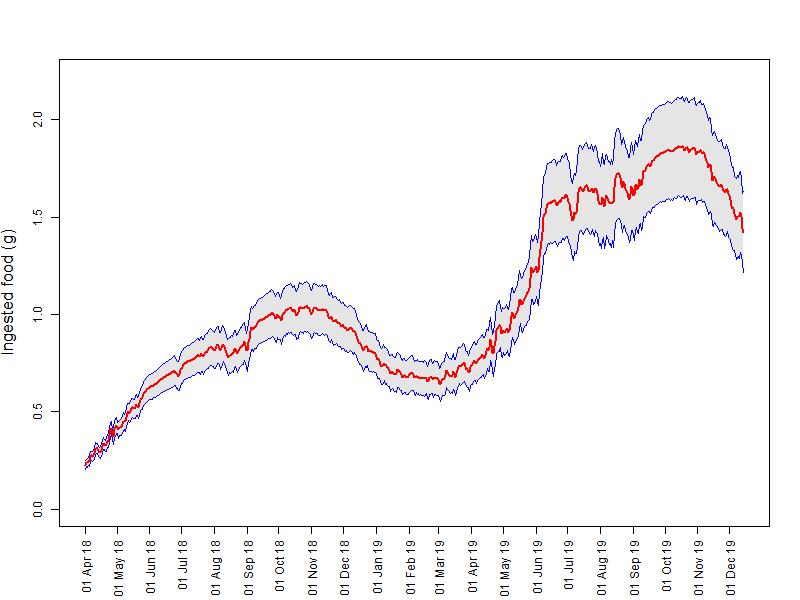 Ingested food (g)
2.0
1.5
1.0
0.5
0.0
01 Apr 18
01 May 18
01 Jun 18
01 Jul 18
01 Aug 18
01 Sep 18
01 Oct 18
01 Nov 18
01 Dec 18
01 Jan 19
01 Feb 19
01 Mar 19
01 Apr 19
01 May 19
01 Jun 19
01 Jul 19
01 Aug 19
01 Sep 19
01 Oct 19
01 Nov 19
01 Dec 19